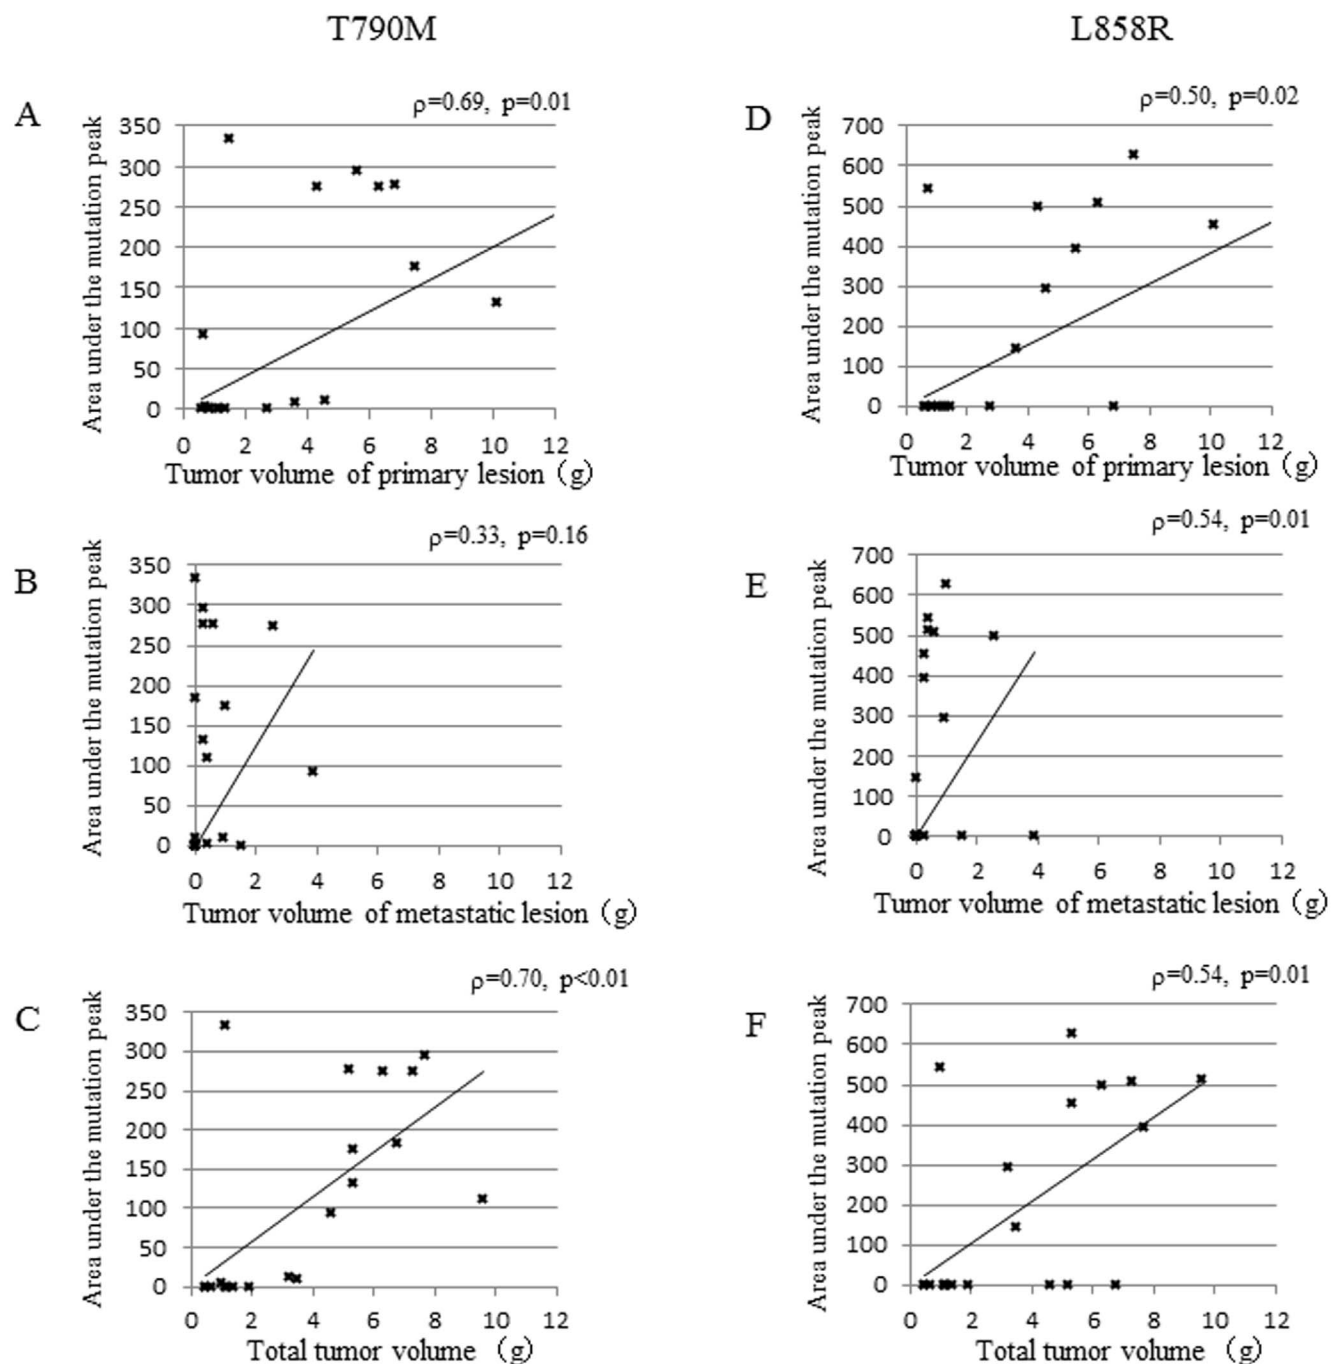 T790M
L858R
A
ρ=0.69, p=0.01
Area under the mutation peak
350
300
250
200
150
100
50
0
0 2 4 6 8 10 12
Tumor volume of primary lesion (g)
D
ρ=0.50, p=0.02
Area under the mutation peak
700
600
500
400
300
200
100
0
0 2 4 6 8 10 12
Tumor volume of primary lesion (g)
B
ρ=0.33, p=0.16
Area under the mutation peak
350
300
250
200
150
100
50
0
0 2 4 6 8 10 12
Tumor volume of metastatic lesion (g)
E
ρ=0.54, p=0.01
Area under the mutation peak
700
600
500
400
300
200
100
0
0 2 4 6 8 10 12
Tumor volume of metastatic lesion (g)
C
ρ=0.70, p<0.01
Area under the mutation peak
350
300
250
200
150
100
50
0
0 2 4 6 8 10 12
Total tumor volume (g)
F
ρ=0.54, p=0.01
Area under the mutation peak
700
600
500
400
300
200
100
0
0 2 4 6 8 10 12
Total tumor volume (g)